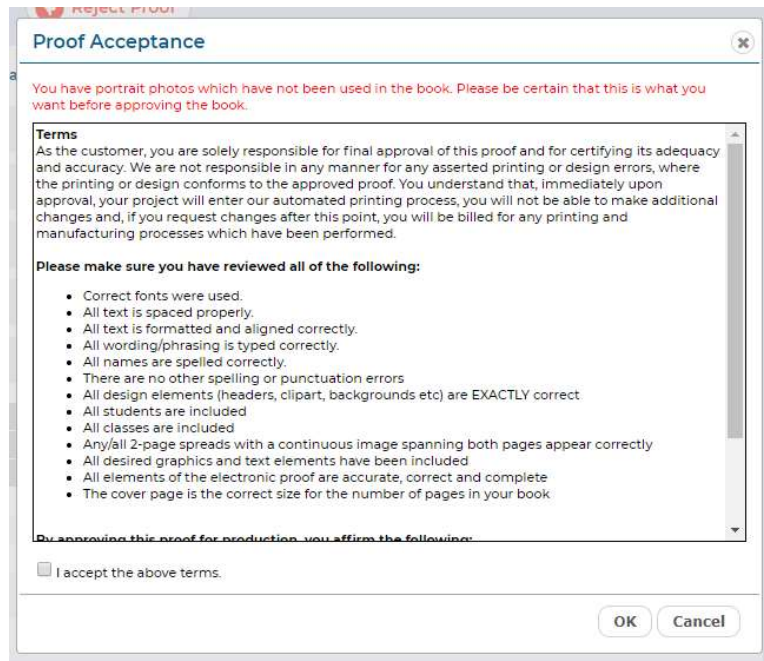 Reject Proof
Proof Acceptance
a
You have portrait photos which have not been used in the book. Please be certain that this is what you
want before approving the book.
Terms
As the customer, you are solely responsible for final approval of this proof and for certifying its adequacy
and accuracy. We are not responsible in any manner for any asserted printing or design errors, where
the printing or design conforms to the approved proof. You understand that, immediately upon
approval, your project will enter our automated printing process, you will not be able to make additional
changes and, if you request changes after this point, you will be billed for any printing and
manufacturing processes which have been performed.
Please make sure you have reviewed all of the following:
• Correct fonts were used.
• All text is spaced properly.
• All text is formatted and aligned correctly.
• All wording/phrasing is typed correctly.
• All names are spelled correctly.
• There are no other spelling or punctuation errors
• All design elements (headers, clipart, backgrounds etc) are EXACTLY correct
• All students are included
• All classes are included
• Any/all 2-page spreads with a continuous image spanning both pages appear correctly
• All desired graphics and text elements have been included
• All elements of the electronic proof are accurate, correct and complete
• The cover page is the correct size for the number of pages in your book
By approving this proof for production, you affirm the following:
I accept the above terms.
OK Cancel